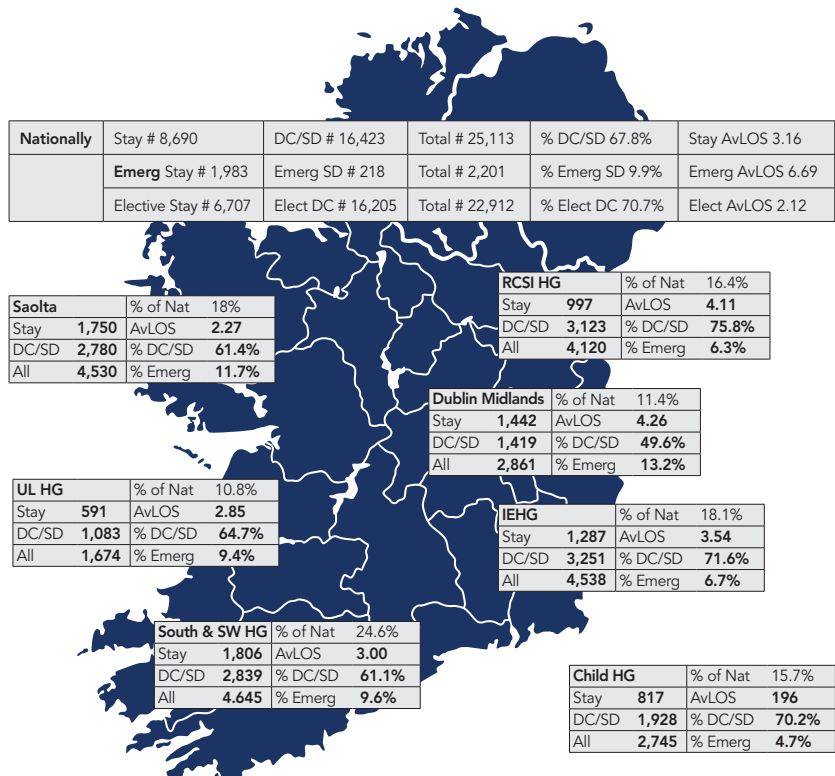 Nationally Stay # 8,690 DC/SD # 16,423 Total # 25,113 % DC/SD 67.8% Stay AvLOS 3.16
Emerg Stay # 1,983 Emerg SD # 218 Total # 2,201 % Emerg SD 9.9% Emerg AvLOS 6.69
Elective Stay # 6,707 Elect DC # 16,205 Total # 22,912 % Elect DC 70.7% Elect AvLOS 2.12
RCSI HG % of Nat 16.4%
Stay 997 AvLOS 4.11
DC/SD 3,123 % DC/SD 75.8%
All 4,120 % Emerg 6.3%
Saolta % of Nat 18%
Stay 1,750 AvLOS 2.27
DC/SD 2,780 % DC/SD 61.4%
All 4,530 % Emerg 11.7%
Dublin Midlands % of Nat 11.4%
Stay 1,442 AvLOS 4.26
DC/SD 1,419 % DC/SD 49.6%
All 2,861 % Emerg 13.2%
UL HG % of Nat 10.8%
Stay 591 AvLOS 2.85
DC/SD 1,083 % DC/SD 64.7%
All 1,674 % Emerg 9.4%
IEHG % of Nat 18.1%
Stay 1,287 AvLOS 3.54
DC/SD 3,251 % DC/SD 71.6%
All 4,538 % Emerg 6.7%
South & SW HG % of Nat 24.6%
Stay 1,806 AvLOS 3.00
DC/SD 2,839 % DC/SD 61.1%
All 4.645 % Emerg 9.6%
Child HG % of Nat 15.7%
Stay 817 AvLOS 196
DC/SD 1,928 % DC/SD 70.2%
All 2,745 % Emerg 4.7%